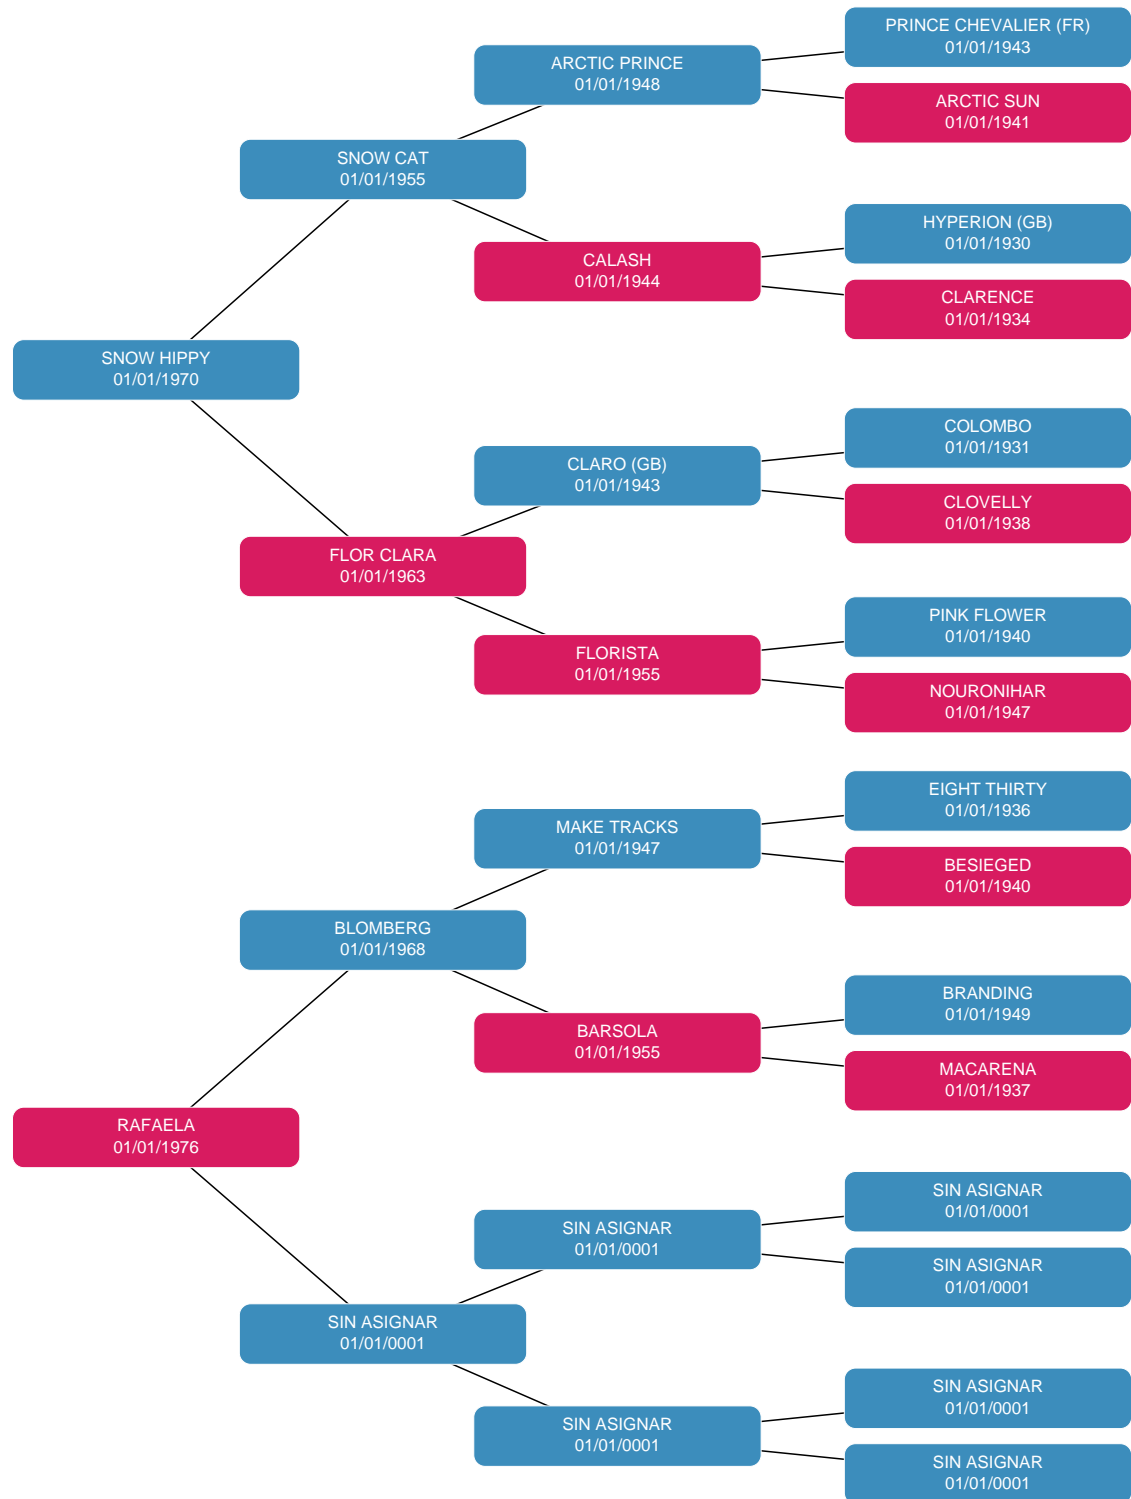 PRINCE CHEVALIER (FR)
01/01/1943
ARCTIC PRINCE
01/01/1948
ARCTIC SUN
01/01/1941
SNOW CAT
01/01/1955
HYPERION (GB)
01/01/1930
CALASH
01/01/1944
CLARENCE
01/01/1934
SNOW HIPPY
01/01/1970
COLOMBO
01/01/1931
CLARO (GB)
01/01/1943
CLOVELLY
01/01/1938
FLOR CLARA
01/01/1963
PINK FLOWER
01/01/1940
FLORISTA
01/01/1955
NOURONIHAR
01/01/1947
EIGHT THIRTY
01/01/1936
MAKE TRACKS
01/01/1947
BESIEGED
01/01/1940
BLOMBERG
01/01/1968
BRANDING
01/01/1949
BARSOLA
01/01/1955
MACARENA
01/01/1937
RAFAELA
01/01/1976
SIN ASIGNAR
01/01/0001
SIN ASIGNAR
01/01/0001
SIN ASIGNAR
01/01/0001
SIN ASIGNAR
01/01/0001
SIN ASIGNAR
01/01/0001
SIN ASIGNAR
01/01/0001
SIN ASIGNAR
01/01/0001